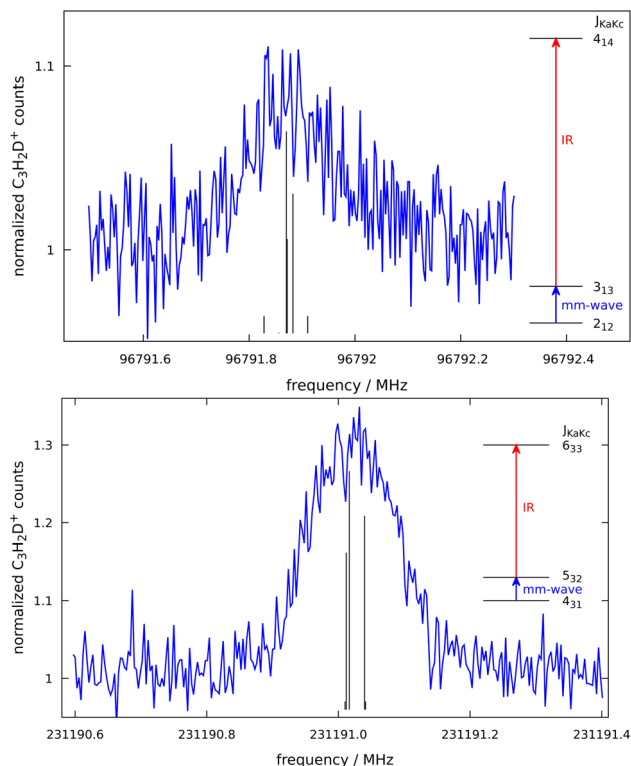 J_KaKc
4_14
1.1
IR
normalized C_3H_2D^+ counts
1
3_13
mm-wave
2_12
96791.6 96791.8 96792 96792.2 96792.4
frequency / MHz
J_KaKc
6_33
1.3
normalized C_3H_2D^+ counts
1.2
IR
5_32
1.1
mm-wave
4_31
1
231190.6 231190.8 231191.0 231191.2 231191.4
frequency / MHz